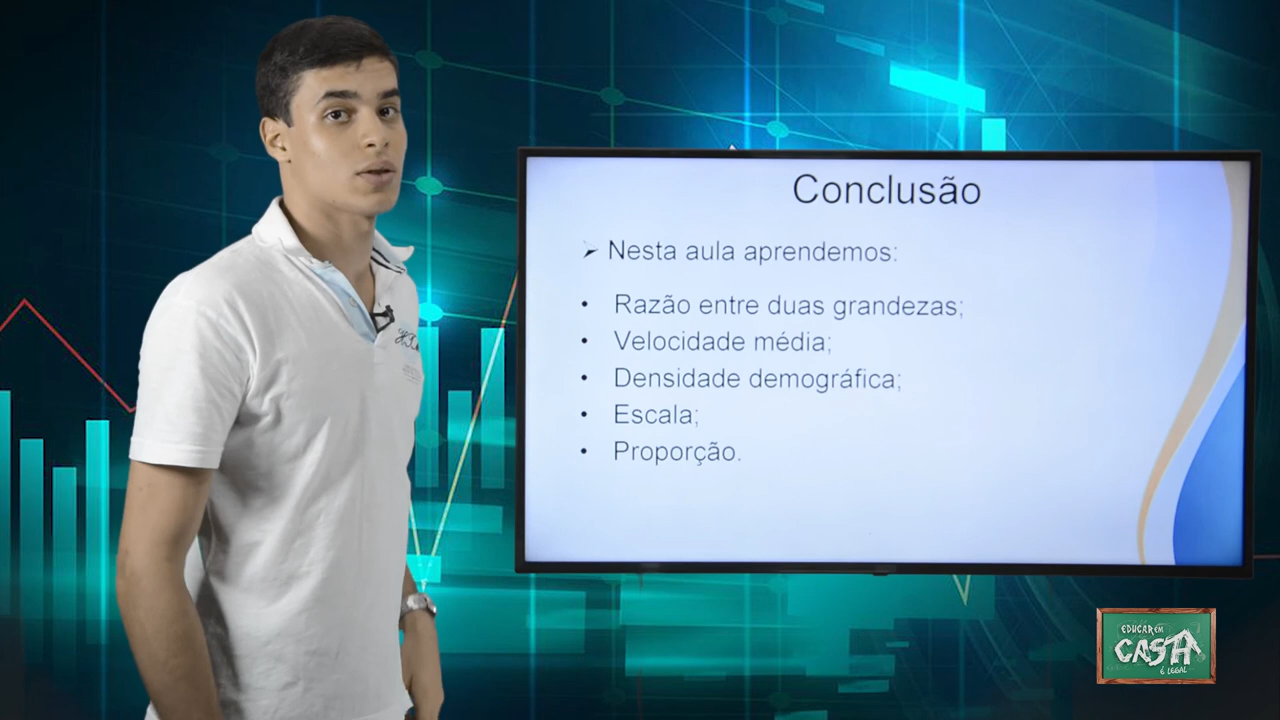 Conclusão
➢ Nesta aula aprendemos:
• Razão entre duas grandezas;
• Velocidade média;
• Densidade demográfica;
• Escala;
• Proporção.
EDUCAR EM
CASA
É LEGAL